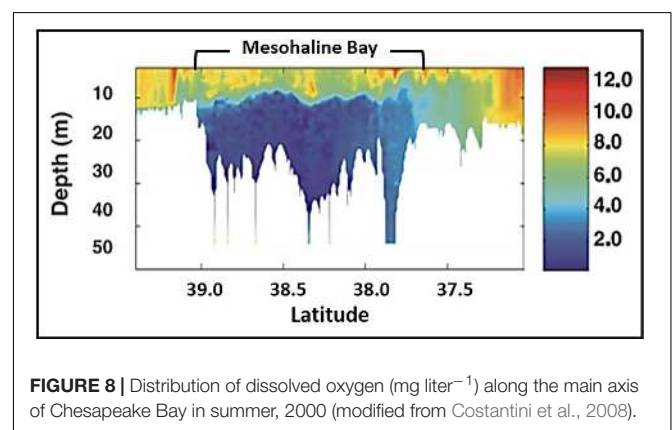 Mesohaline Bay
Depth (m)
10
20
30
40
50
39.0 38.5 38.0 37.5
Latitude
12.0
10.0
8.0
6.0
4.0
2.0
FIGURE 8 | Distribution of dissolved oxygen (mg liter⁻¹) along the main axis
of Chesapeake Bay in summer, 2000 (modified from Costantini et al., 2008).